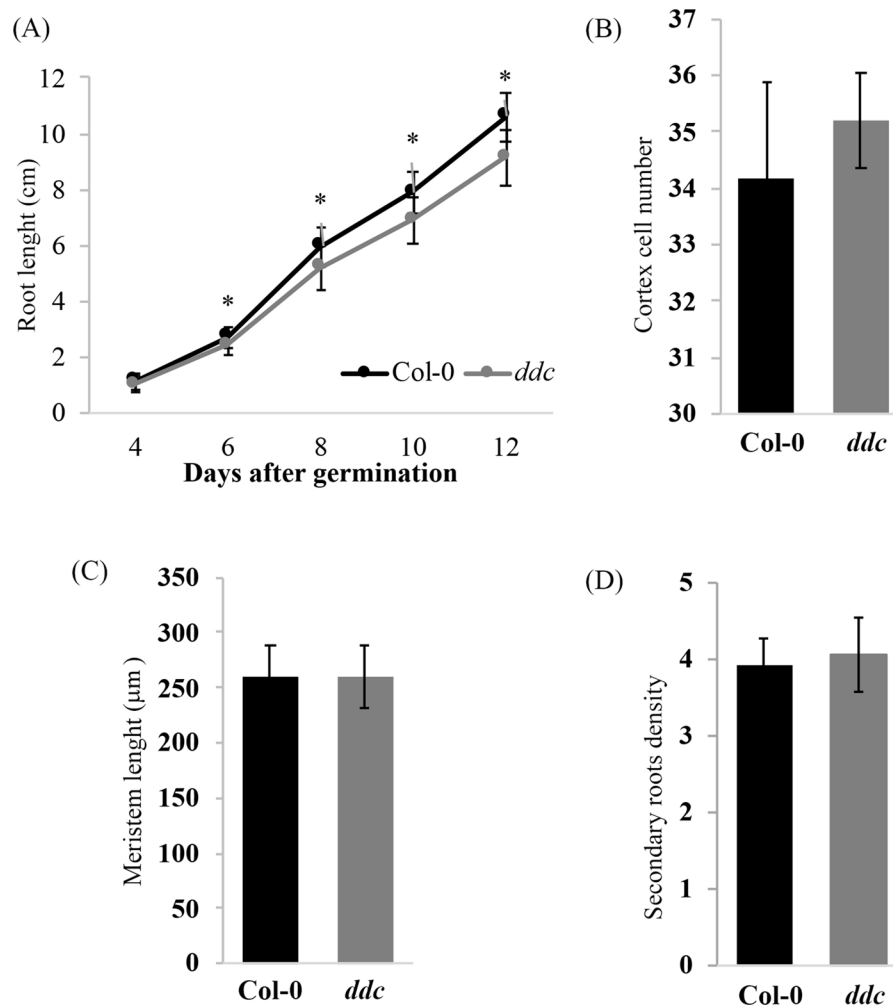 (A)
12
10
8
6
4
2
0
Root lenght (cm)
*
*
*
*
Col-0 ddc
4 6 8 10 12
Days after germination
(B)
37
36
35
34
33
32
31
30
Cortex cell number
Col-0 ddc
(C)
350
300
250
200
150
100
50
0
Meristem lenght (μm )
Col-0 ddc
(D)
5
4
3
2
1
0
Secondary roots density
Col-0 ddc